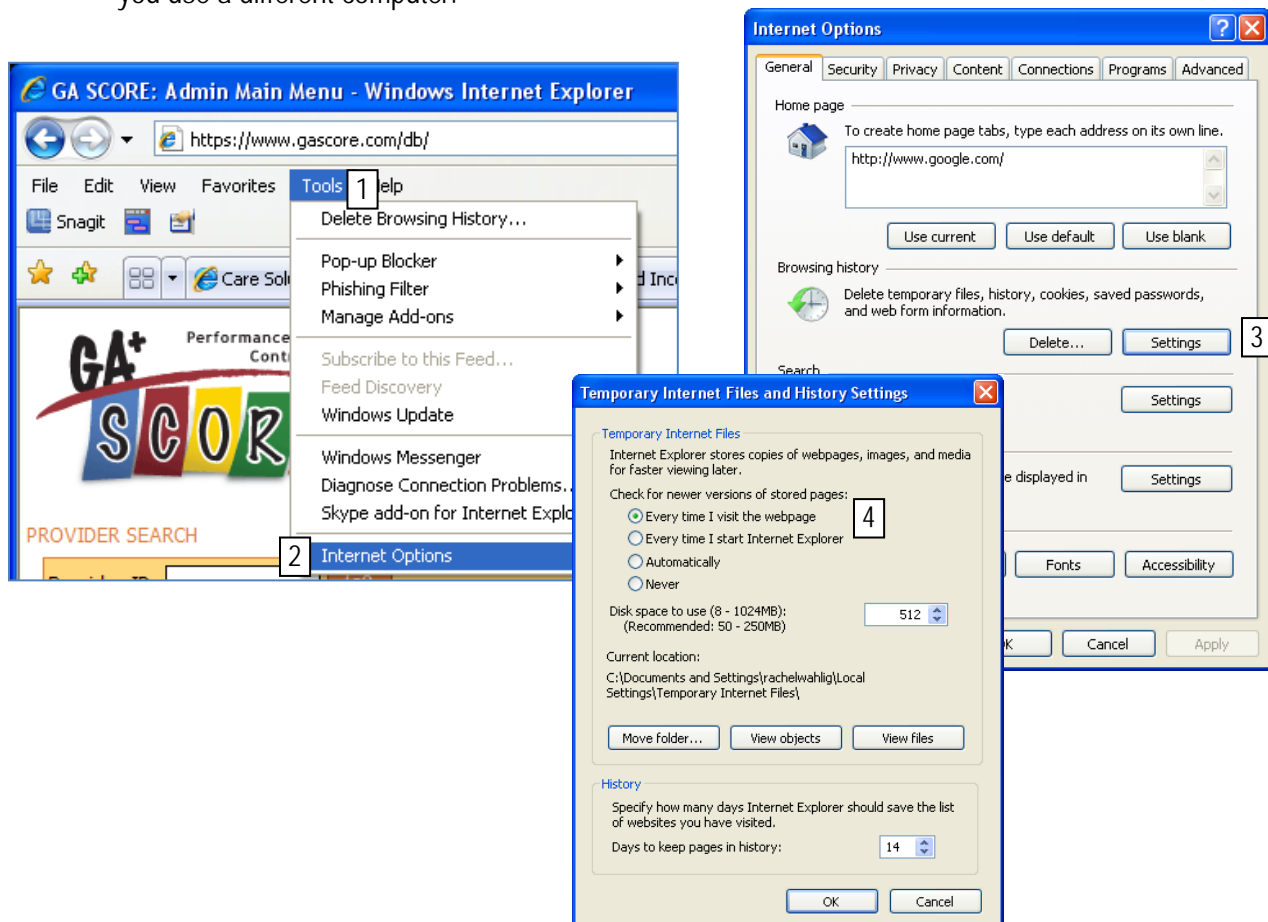 you use a different computer.
GA SCORE: Admin Main Menu - Windows Internet Explorer
https://www.gascore.com/db/
File Edit View Favorites Tools 1 elp
Snagit
Delete Browsing History...
Pop-up Blocker
Phishing Filter
Manage Add-ons
Subscribe to this Feed...
Feed Discovery
Windows Update
Windows Messenger
Diagnose Connection Problems..
Skype add-on for Internet Explo
2 Internet Options
Care Sol
d Inc
GA+
SCOR
Performance
Cont
PROVIDER SEARCH
Internet Options
General Security Privacy Content Connections Programs Advanced
Home page
To create home page tabs, type each address on its own line.
http://www.google.com/
Use current Use default Use blank
Browsing history
Delete temporary files, history, cookies, saved passwords,
and web form information.
Delete... Settings 3
Search
Settings
e displayed in Settings
Fonts Accessibility
K Cancel Apply
Temporary Internet Files and History Settings
Temporary Internet Files
Internet Explorer stores copies of webpages, images, and media
for faster viewing later.
Check for newer versions of stored pages:
Every time I visit the webpage 4
Every time I start Internet Explorer
Automatically
Never
Disk space to use (8 - 1024MB): 512
(Recommended: 50 - 250MB)
Current location:
C:\Documents and Settings\rachelwahlig\Local
Settings\Temporary Internet Files\
Move folder... View objects View files
History
Specify how many days Internet Explorer should save the list
of websites you have visited.
Days to keep pages in history: 14
OK Cancel